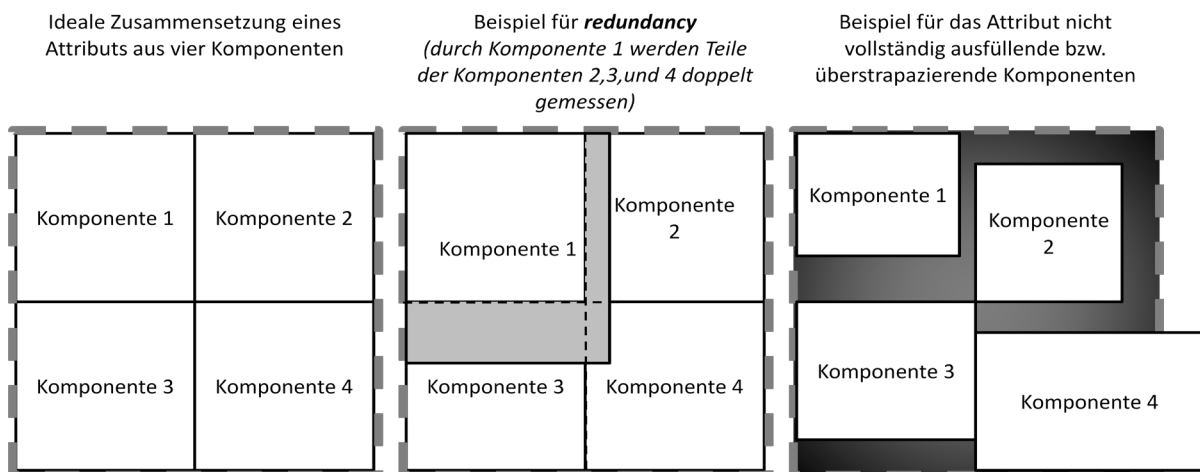 Ideale Zusammensetzung eines
Attributs aus vier Komponenten
Beispiel für redundancy
(durch Komponente 1 werden Teile
der Komponenten 2,3,und 4 doppelt
gemessen)
Beispiel für das Attribut nicht
vollständig ausfüllende bzw.
überstrapazierende Komponenten
Komponente 1
Komponente 2
Komponente 3
Komponente 4
Komponente 1
Komponente
2
Komponente 3
Komponente 4
Komponente 1
Komponente
2
Komponente 3
Komponente 4